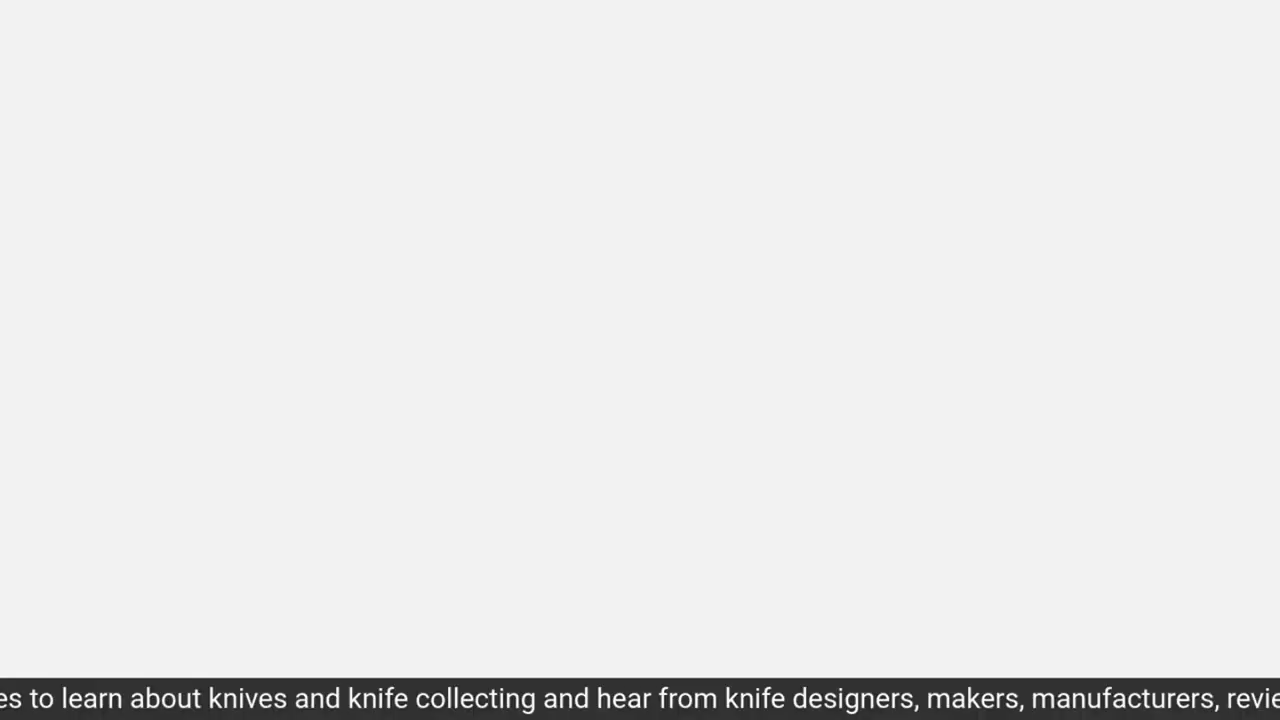 to learn about knives and knife collecting and hear from knife designers, makers, manufacturers,